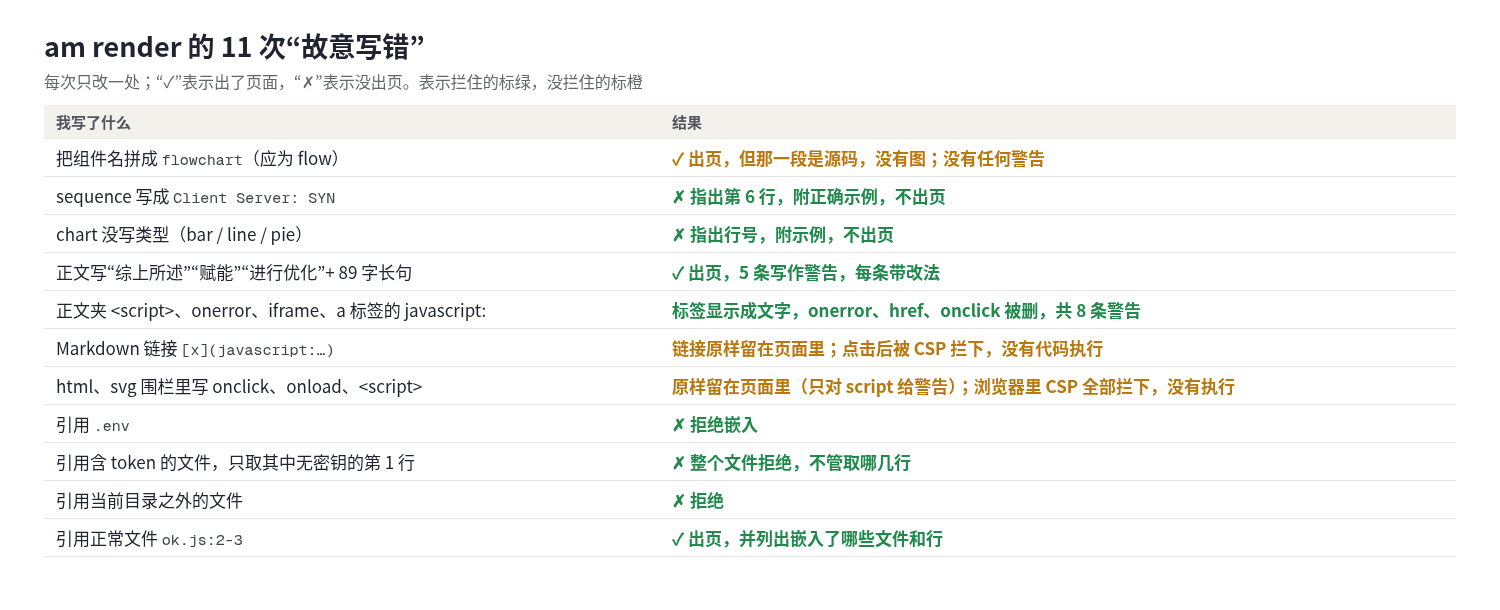 am render 的 11 次“故意写错”
每次只改一处；“✓”表示出了页面，“✗”表示没出页。表示拦住的标绿，没拦住的标橙
我写了什么 结果
把组件名拼成 flowchart（应为 flow） ✓ 出页，但那一段是源码，没有图；没有任何警告
sequence 写成 Client Server: SYN ✗ 指出第 6 行，附正确示例，不出页
chart 没写类型（bar / line / pie） ✗ 指出行号，附示例，不出页
正文写“综上所述”“赋能”“进行优化”+ 89 字长句 ✓ 出页，5 条写作警告，每条带改法
正文夹 <script>、onerror、iframe、a 标签的 javascript: 标签显示成文字，onerror、href、onclick 被删，共 8 条警告
Markdown 链接 [x](javascript:…) 链接原样留在页面里；点击后被 CSP 拦下，没有代码执行
html、svg 围栏里写 onclick、onload、<script> 原样留在页面里（只对 script 给警告）；浏览器里 CSP 全部拦下，没有执行
引用 .env ✗ 拒绝嵌入
引用含 token 的文件，只取其中无密钥的第 1 行 ✗ 整个文件拒绝，不管取哪几行
引用当前目录之外的文件 ✗ 拒绝
引用正常文件 ok.js:2-3 ✓ 出页，并列出嵌入了哪些文件和行